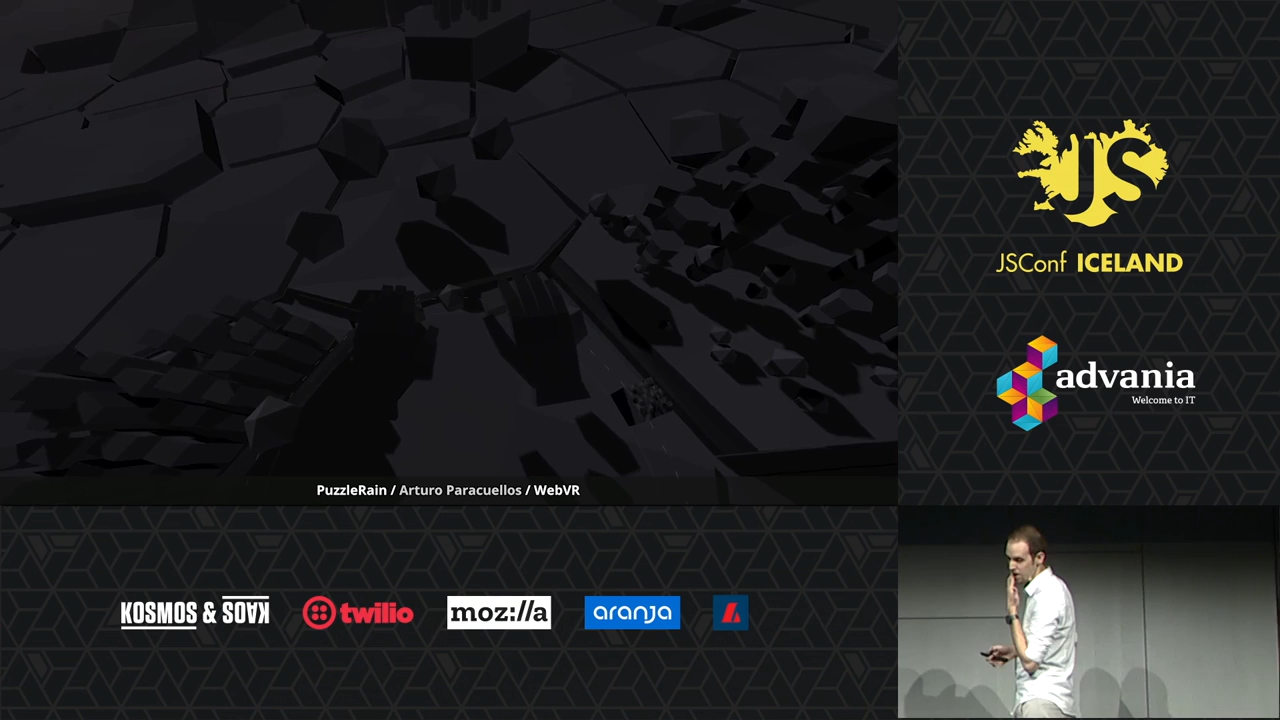 JS
JSConf ICELAND
advania
Welcome to IT
PuzzleRain / Arturo Paracuellos / WebVR
KOSMOS & KAOS
twilio
moz://a
aranja